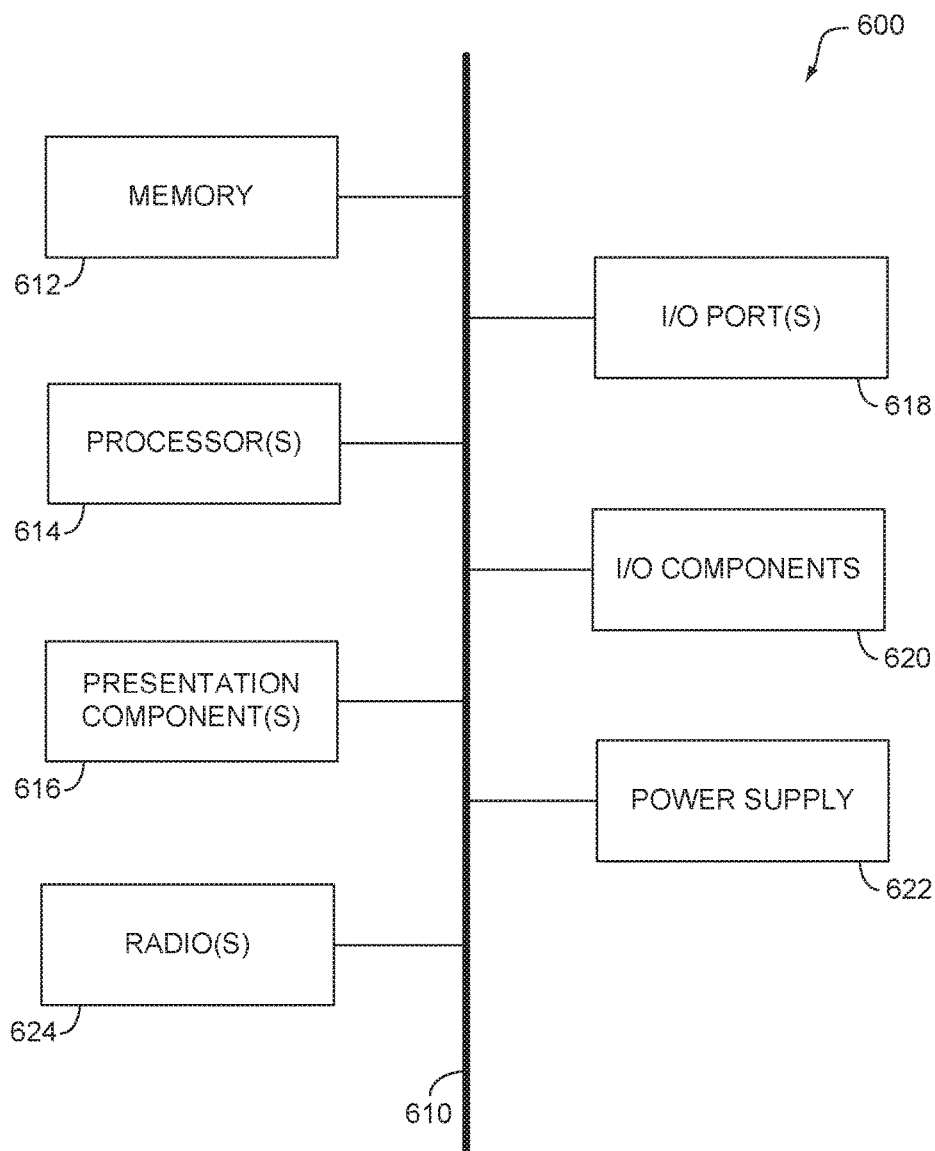 600
MEMORY
612
I/O PORT(S)
618
PROCESSOR(S)
614
I/O COMPONENTS
620
PRESENTATION
COMPONENT(S)
616
POWER SUPPLY
622
RADIO(S)
624
610